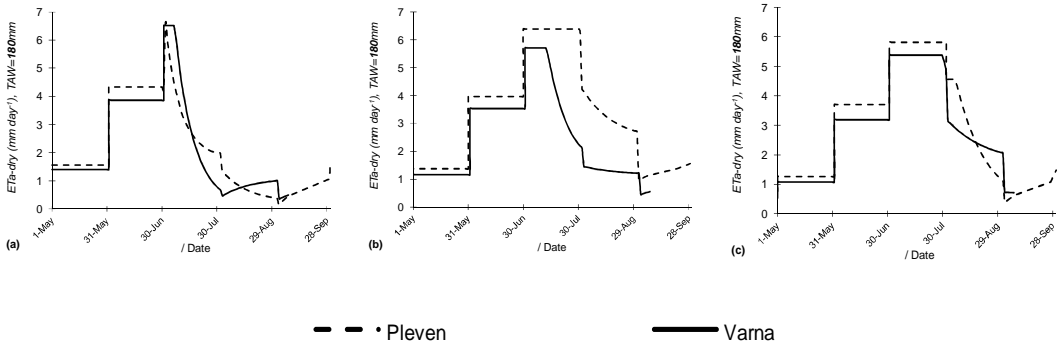 ETa-dry (mm day⁻¹), TAW=180mm
7
6
5
4
3
2
1
0
1-May
31-May
30-Jun
30-Jul
29-Aug
28-Sep
(a)
/ Date
ETa-dry (mm day⁻¹), TAW=180mm
7
6
5
4
3
2
1
0
1-May
31-May
30-Jun
30-Jul
29-Aug
28-Sep
(b)
/ Date
ETa-dry (mm day⁻¹), TAW=180mm
7
6
5
4
3
2
1
0
1-May
31-May
30-Jun
30-Jul
29-Aug
28-Sep
(c)
/ Date
Pleven
Varna